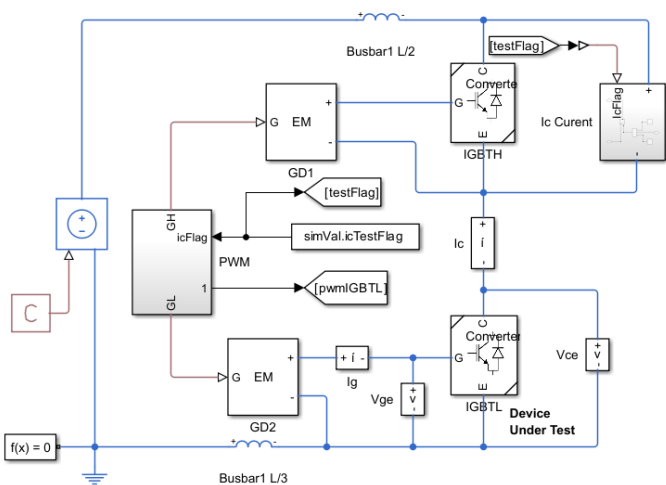 + -
Busbar1 L/2
[testFlag]
C
Converte
G
E
IGBTH
IcFlag
+
-
Ic Curent
G EM
+
-
GD1
[testFlag]
simVal.icTestFlag
GH
icFlag
PWM
1
GL
[pwmIGBTL]
+
-
C
Ic
+ i -
C
Converter
G
E
IGBTL
Device
Under Test
Vce
+ v -
G EM
+
-
GD2
+ i -
Ig
Vge
+ v -
f(x) = 0
+ -
Busbar1 L/3